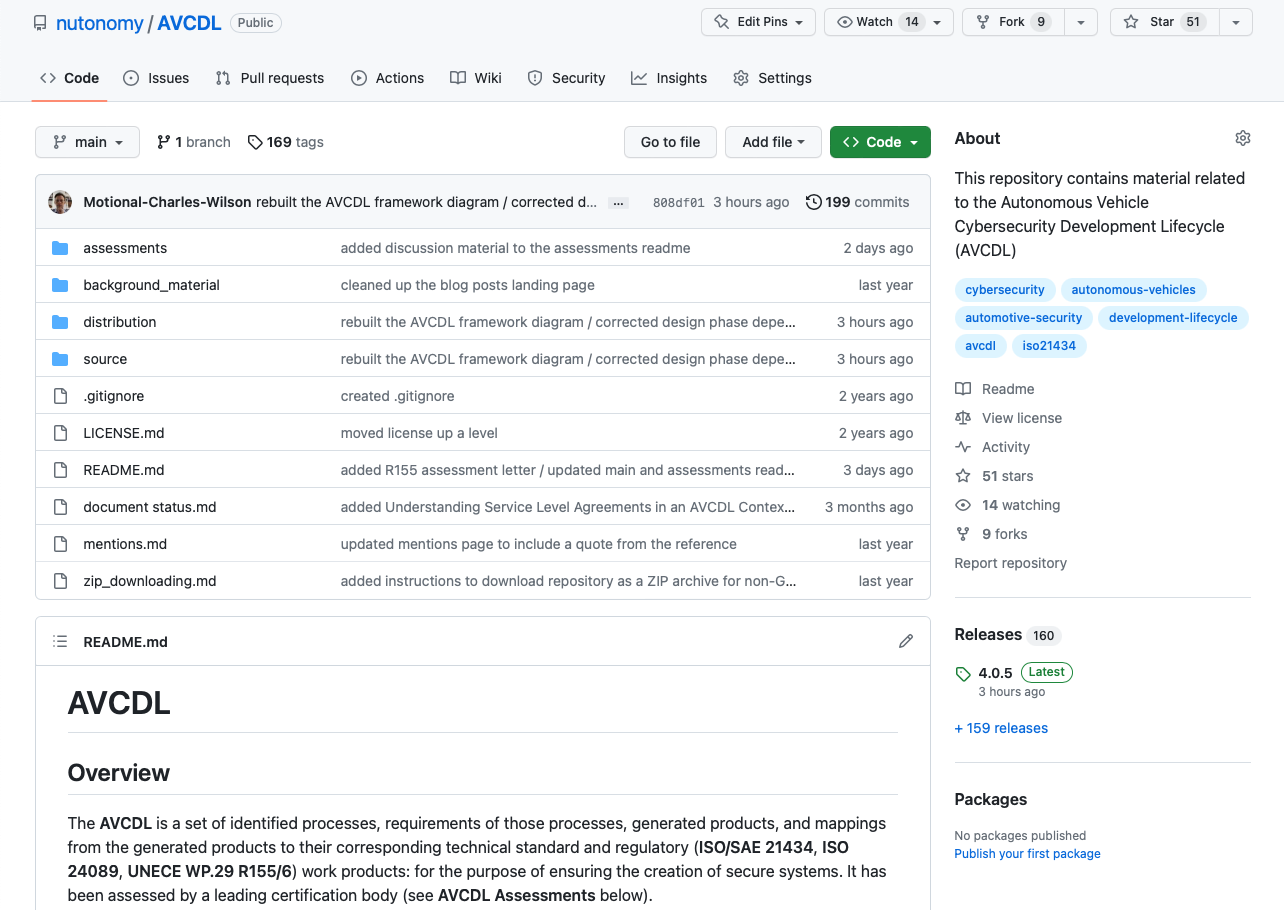 nutonomy / AVCDL Public
Edit Pins Watch 14 Fork 9 Star 51
Code Issues Pull requests Actions Wiki Security Insights Settings
main 1 branch 169 tags Go to file Add file Code
Motional-Charles-Wilson rebuilt the AVCDL framework diagram / corrected d... ... 808df01 3 hours ago 199 commits
assessments added discussion material to the assessments readme 2 days ago
background_material cleaned up the blog posts landing page last year
distribution rebuilt the AVCDL framework diagram / corrected design phase depe... 3 hours ago
source rebuilt the AVCDL framework diagram / corrected design phase depe... 3 hours ago
.gitignore created .gitignore 2 years ago
LICENSE.md moved license up a level 2 years ago
README.md added R155 assessment letter / updated main and assessments read... 3 days ago
document status.md added Understanding Service Level Agreements in an AVCDL Contex... 3 months ago
mentions.md updated mentions page to include a quote from the reference last year
zip_downloading.md added instructions to download repository as a ZIP archive for non-G... last year
README.md
AVCDL
Overview
The AVCDL is a set of identified processes, requirements of those processes, generated products, and mappings
from the generated products to their corresponding technical standard and regulatory (ISO/SAE 21434, ISO
24089, UNECE WP.29 R155/6) work products: for the purpose of ensuring the creation of secure systems. It has
been assessed by a leading certification body (see AVCDL Assessments below).
About
This repository contains material related
to the Autonomous Vehicle
Cybersecurity Development Lifecycle
(AVCDL)
cybersecurity autonomous-vehicles
automotive-security development-lifecycle
avcdl iso21434
Readme
View license
Activity
51 stars
14 watching
9 forks
Report repository
Releases 160
4.0.5 Latest
3 hours ago
+ 159 releases
Packages
No packages published
Publish your first package